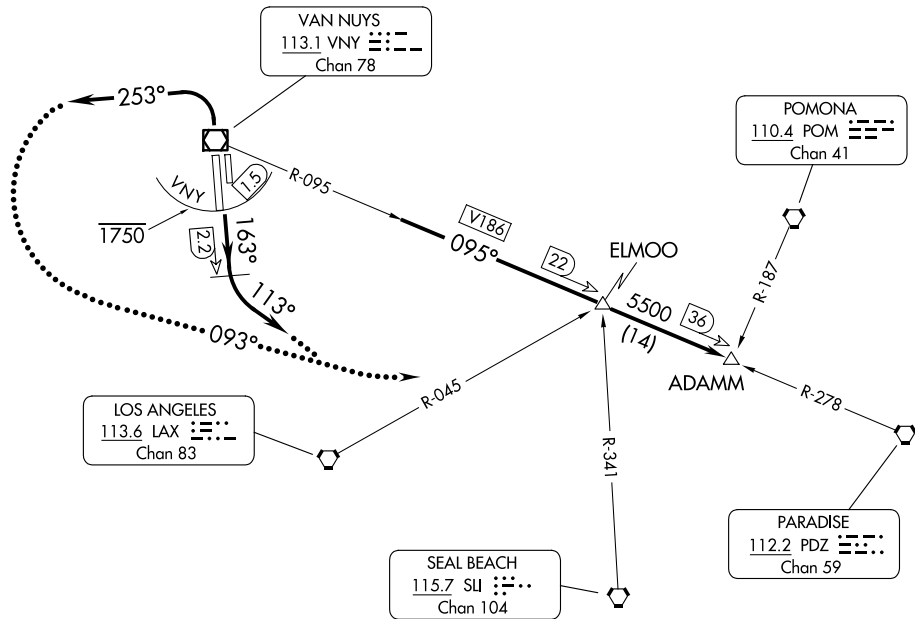 VAN NUYS
113.1 VNY
Chan 78
253°
POMONA
110.4 POM
Chan 41
R-095
VNY
1.5
1750
2.2
163°
V186
095°
ELMOO
22
R-187
113°
5500
(14)
36
ADAMM
093°
R-045
R-278
LOS ANGELES
113.6 LAX
Chan 83
R-341
PARADISE
112.2 PDZ
Chan 59
SEAL BEACH
115.7 SLI
Chan 104